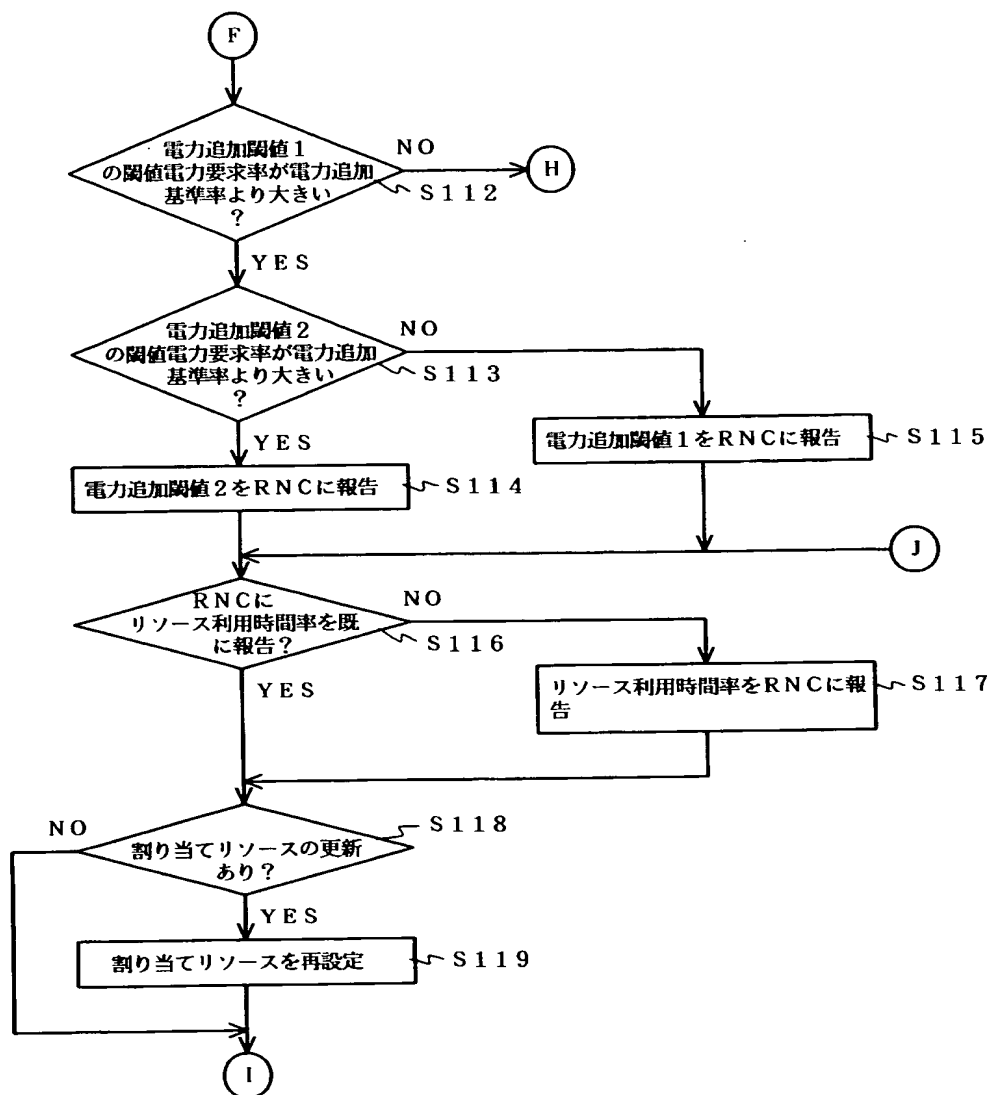 F
電力追加閾値1
の閾値電力要求率が電力追加
基準率より大きい
?
NO
H
S112
YES
電力追加閾値2
の閾値電力要求率が電力追加
基準率より大きい
?
NO
S113
YES
電力追加閾値1をRNCに報告
S115
電力追加閾値2をRNCに報告
S114
J
RNCに
リソース利用時間率を既
に報告?
NO
S116
YES
リソース利用時間率をRNCに報
告
S117
NO
S118
割り当てリソースの更新
あり?
YES
割り当てリソースを再設定
S119
I